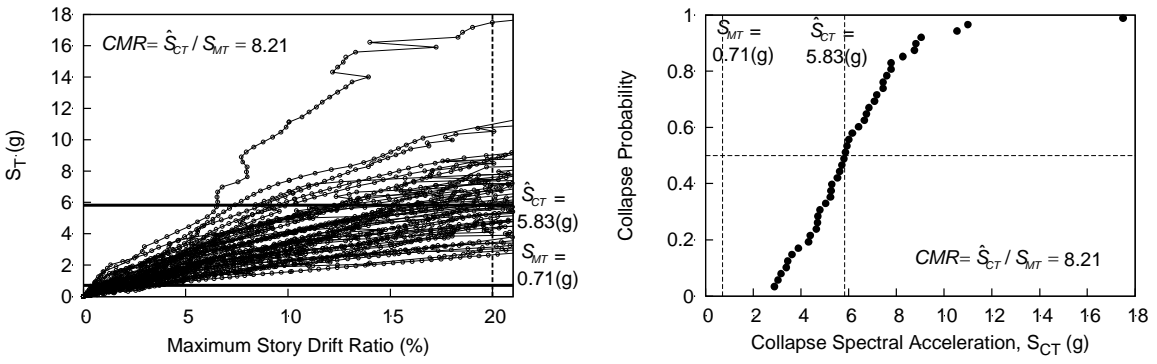 18
16
14
12
10
8
6
4
2
0
S_T (g)
CMR= Ŝ_CT / S_MT = 8.21
Ŝ_CT =
5.83(g)
S_MT =
0.71(g)
0 5 10 15 20
Maximum Story Drift Ratio (%)
1
0.8
0.6
0.4
0.2
0
Collapse Probability
S_MT =
0.71(g)
Ŝ_CT =
5.83(g)
CMR= Ŝ_CT / S_MT = 8.21
0 2 4 6 8 10 12 14 16 18
Collapse Spectral Acceleration, S_CT (g)